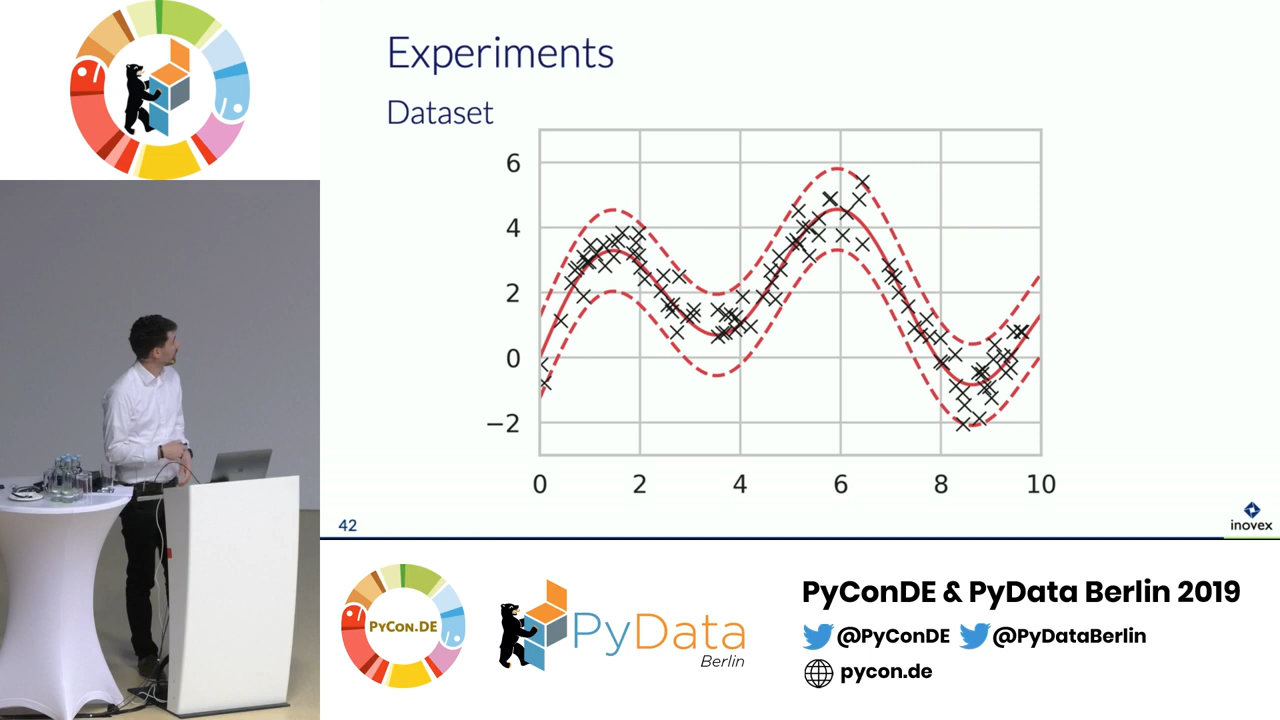 Experiments
Dataset
6
4
2
0
−2
0 2 4 6 8 10
42
inovex
PyCon.DE
PyData
Berlin
PyConDE & PyData Berlin 2019
@PyConDE @PyDataBerlin
pycon.de